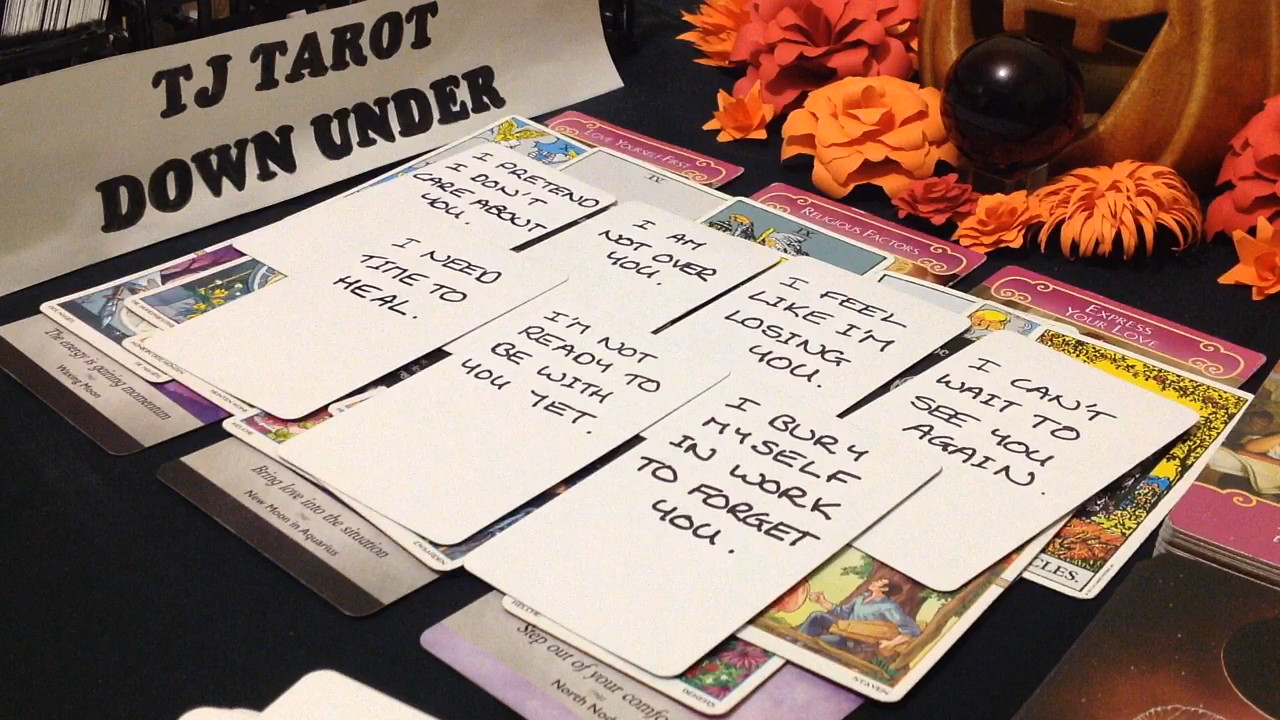 TJ TAROT
DOWN UNDER
LOVE YOURSELF FIRST
RELIGIOUS FACTORS
EXPRESS
YOUR LOVE
X
IV
IX
I PRETEND
I DON'T
CARE ABOUT
YOU.
I AM
NOT OVER
YOU.
I FEEL
LIKE I'M
LOSING
YOU.
I CAN'T
WAIT TO
SEE YOU
AGAIN.
I NEED
TIME TO
HEAL.
I'M NOT
READY TO
BE WITH
YOU YET.
I BURY
MYSELF
IN WORK
TO FORGET
YOU.
CLES.
The energy is gaining momentum
Waxing Moon
Bring love into the situation
New Moon in Aquarius
Step out of your comfo
North Nod